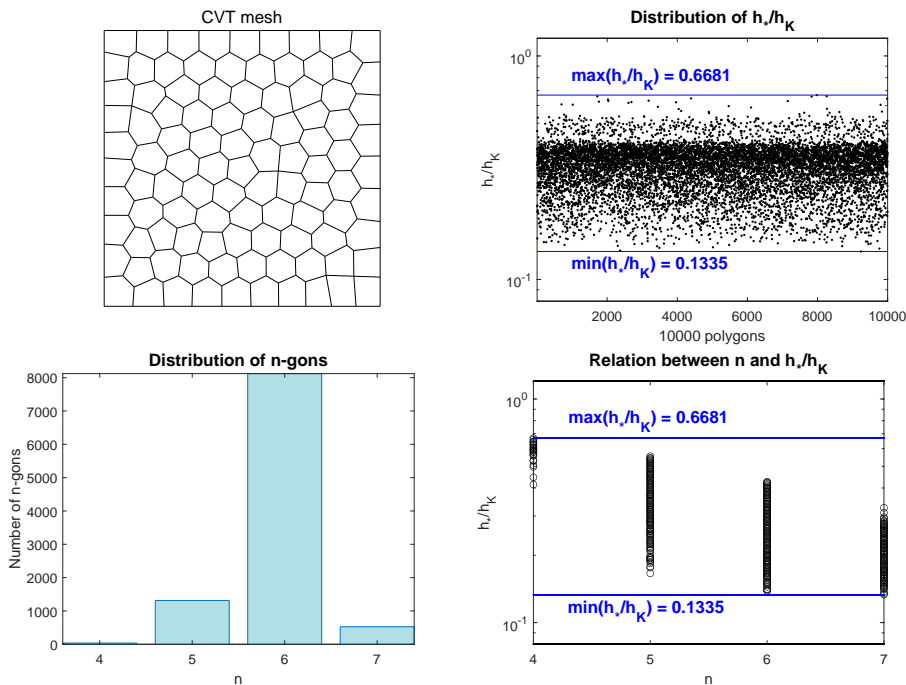 CVT mesh
Distribution of h*/hK
10^0
max(h*/hK) = 0.6681
h*/hK
min(h*/hK) = 0.1335
10^-1
2000 4000 6000 8000 10000
10000 polygons
Distribution of n-gons
8000
7000
6000
5000
4000
3000
2000
1000
0
Number of n-gons
4 5 6 7
n
Relation between n and h*/hK
10^0
max(h*/hK) = 0.6681
h*/hK
min(h*/hK) = 0.1335
10^-1
4 5 6 7
n